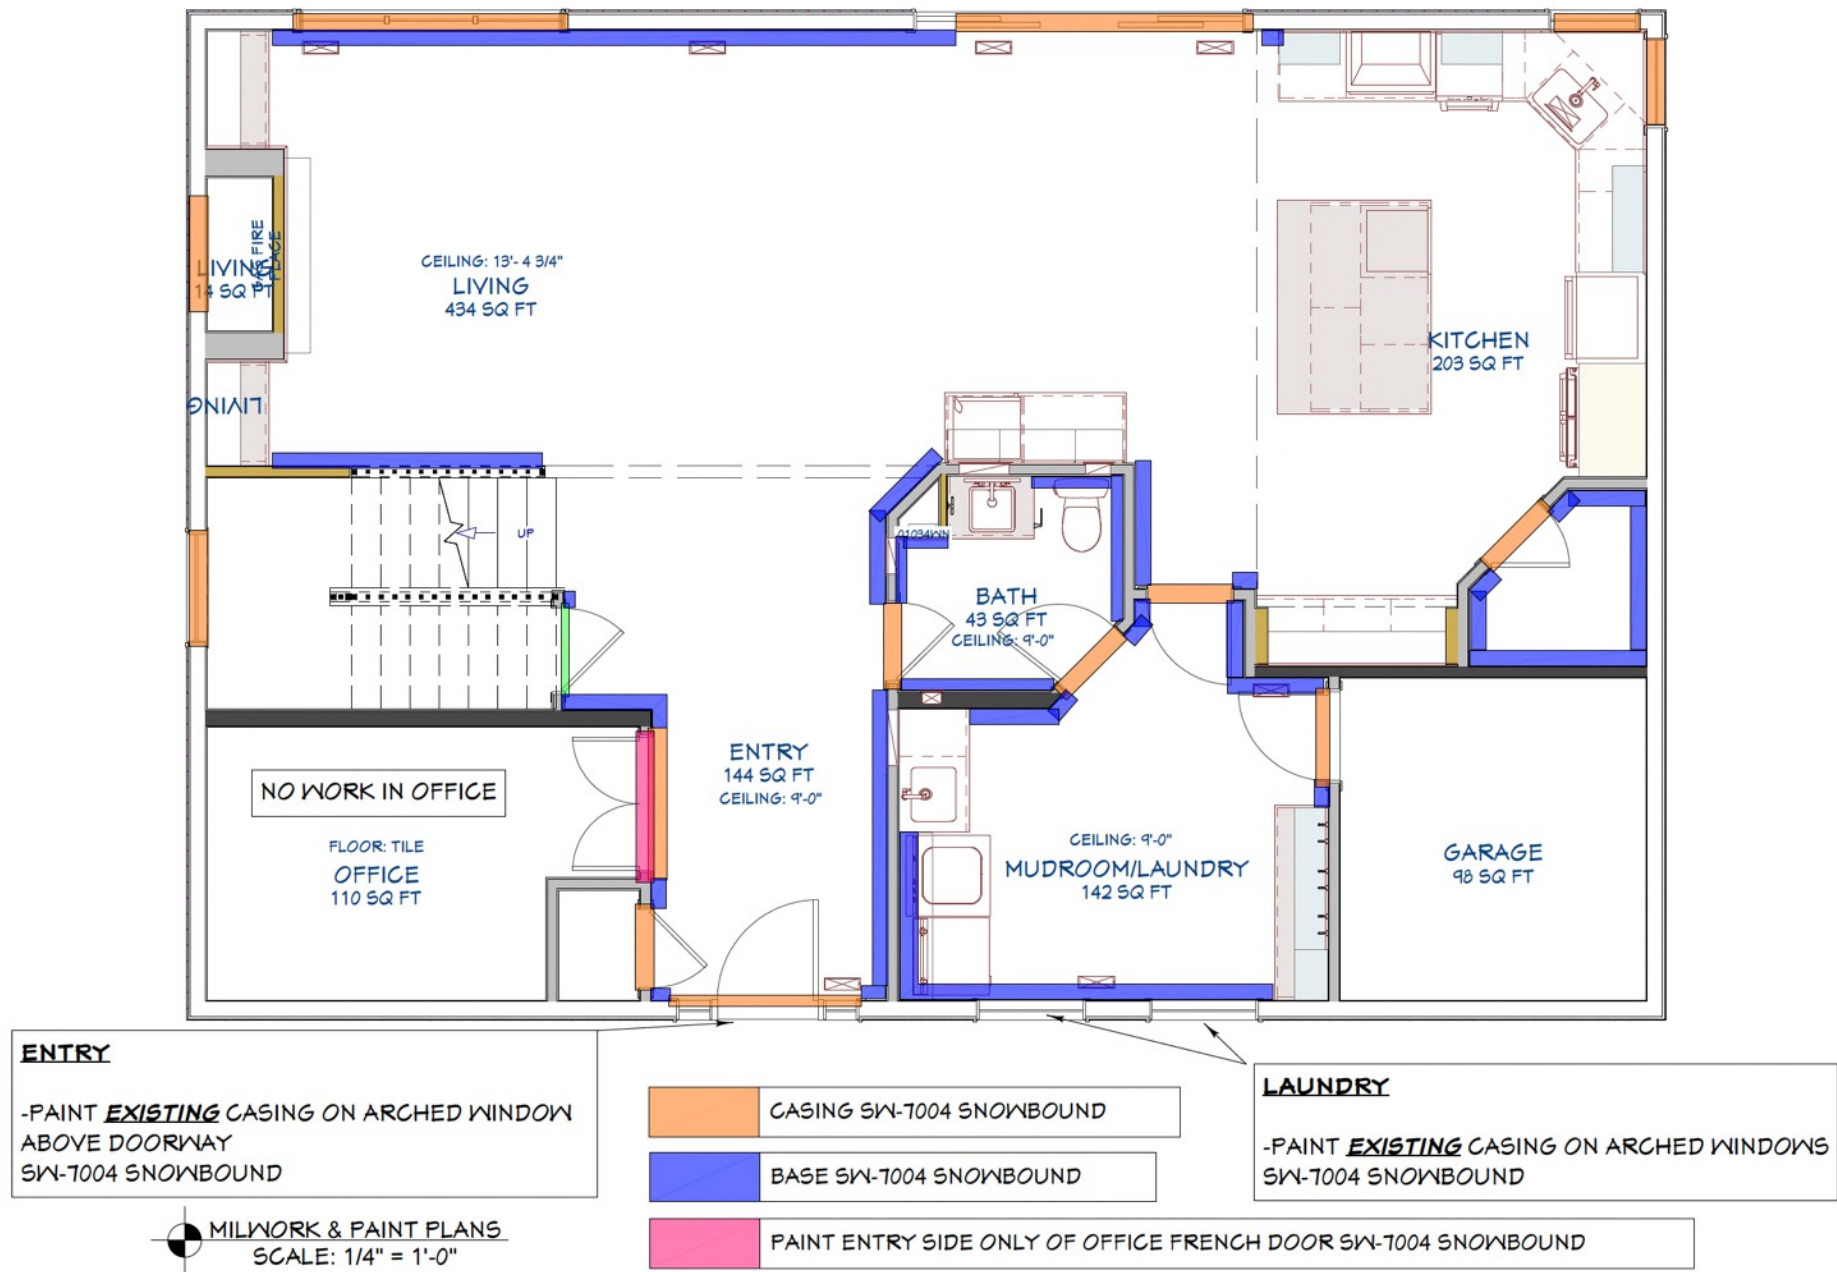 GAS FIRE
PLACE
LIVING
14 SQ FT
CEILING: 13'- 4 3/4"
LIVING
434 SQ FT
KITCHEN
203 SQ FT
LIVING
UP
01034WN
BATH
43 SQ FT
CEILING: 9'-0"
ENTRY
144 SQ FT
CEILING: 9'-0"
NO WORK IN OFFICE
FLOOR: TILE
OFFICE
110 SQ FT
CEILING: 9'-0"
MUDROOM/LAUNDRY
142 SQ FT
GARAGE
98 SQ FT
ENTRY
-PAINT EXISTING CASING ON ARCHED WINDOW
ABOVE DOORWAY
SW-7004 SNOWBOUND
CASING SW-7004 SNOWBOUND
BASE SW-7004 SNOWBOUND
PAINT ENTRY SIDE ONLY OF OFFICE FRENCH DOOR SW-7004 SNOWBOUND
LAUNDRY
-PAINT EXISTING CASING ON ARCHED WINDOWS
SW-7004 SNOWBOUND
MILWORK & PAINT PLANS
SCALE: 1/4" = 1'-0"